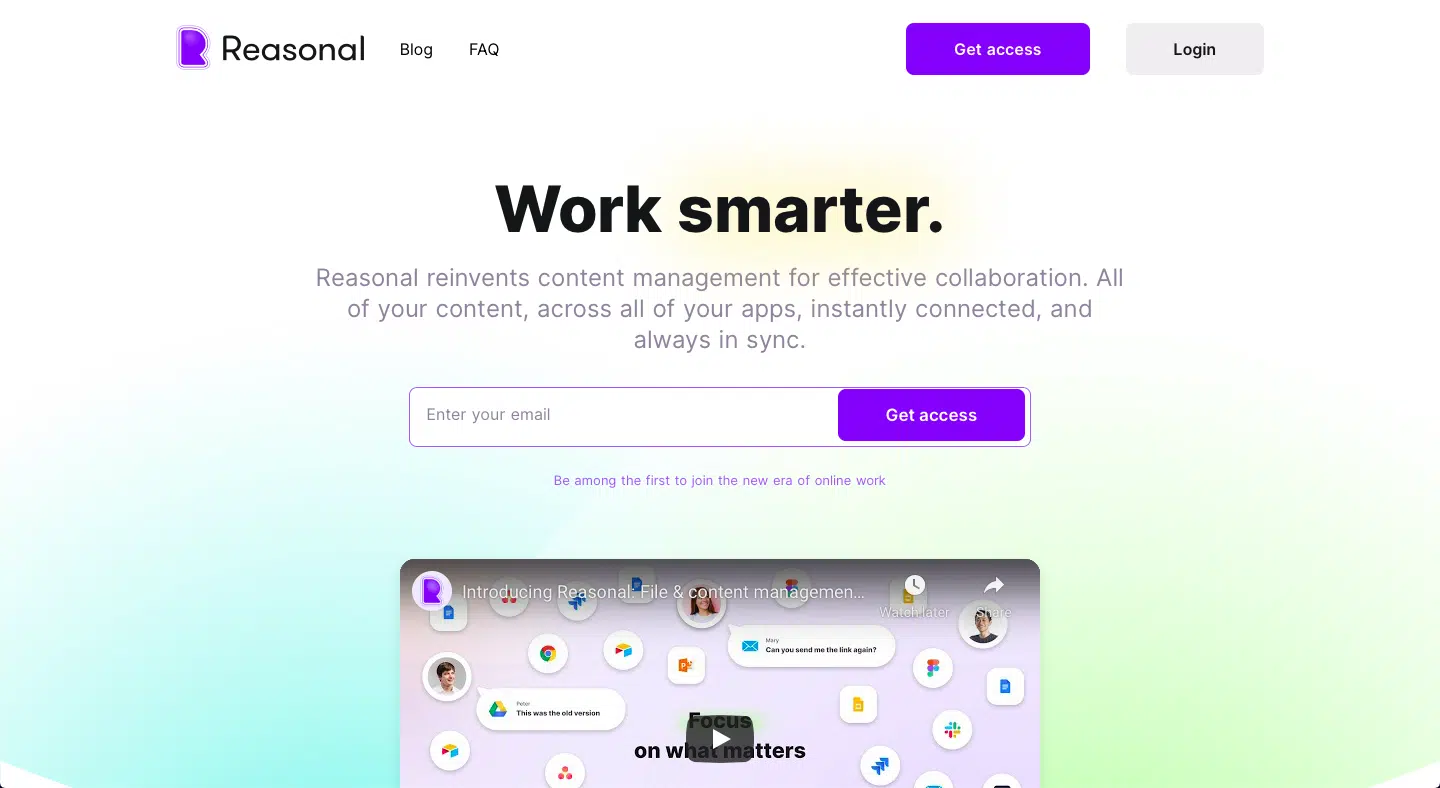 Reasonal
Blog
FAQ
Get access
Login
Work smarter.
Reasonal reinvents content management for effective collaboration. All
of your content, across all of your apps, instantly connected, and
always in sync.
Enter your email
Get access
Be among the first to join the new era of online work
Introducing Reasonal. File & content managemen...
Watch later
Share
Mary
Can you send me the link again?
Peter
This was the old version
Focus
on what matters